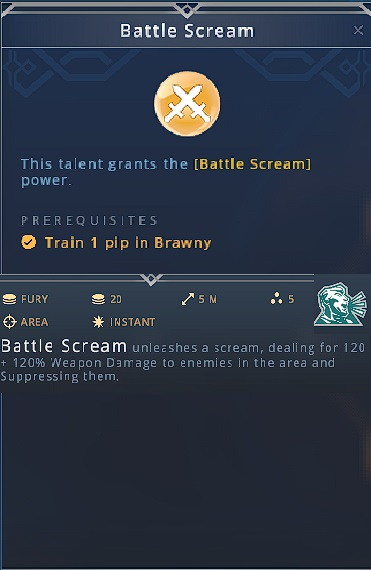 Battle Scream
This talent grants the [Battle Scream]
power.
PREREQUISITES
Train 1 pip in Brawny
FURY 20 5 M 5
AREA INSTANT
Battle Scream unleashes a scream, dealing for 120
+ 120% Weapon Damage to enemies in the area and
Suppressing them.